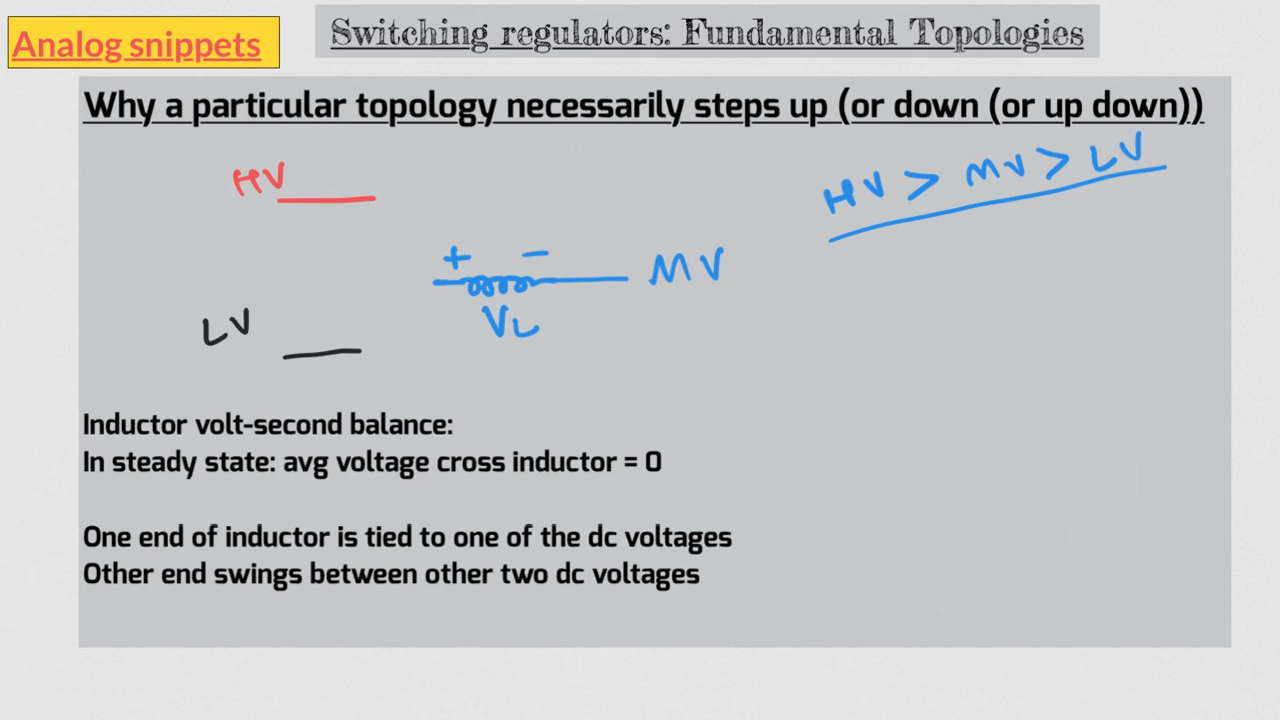 Analog snippets
Switching regulators: Fundamental Topologies
Why a particular topology necessarily steps up (or down (or up down))
HV
HV > MV > LV
+ −
MV
VL
LV
Inductor volt-second balance:
In steady state: avg voltage cross inductor = 0
One end of inductor is tied to one of the dc voltages
Other end swings between other two dc voltages